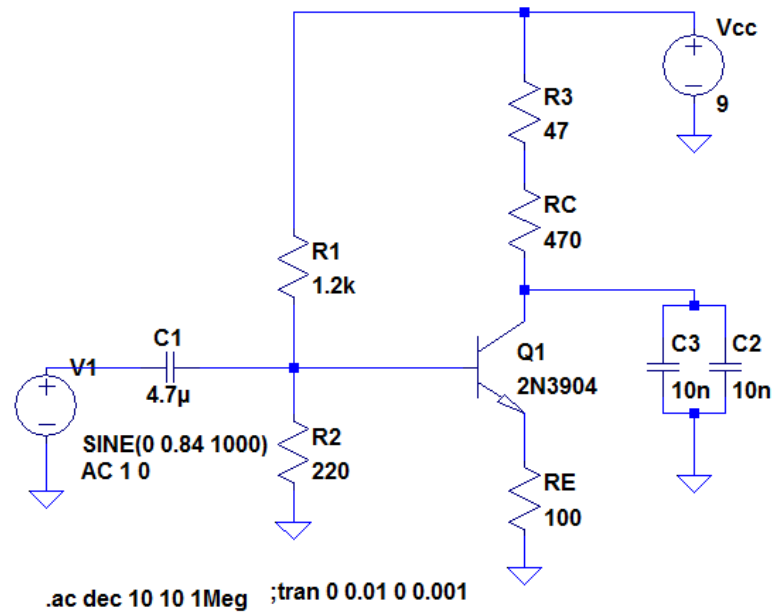 Vcc
9
R3
47
RC
470
R1
1.2k
C1
4.7µ
V1
SINE(0 0.84 1000)
AC 1 0
R2
220
Q1
2N3904
RE
100
C3
10n
C2
10n
.ac dec 10 10 1Meg
;tran 0 0.01 0 0.001